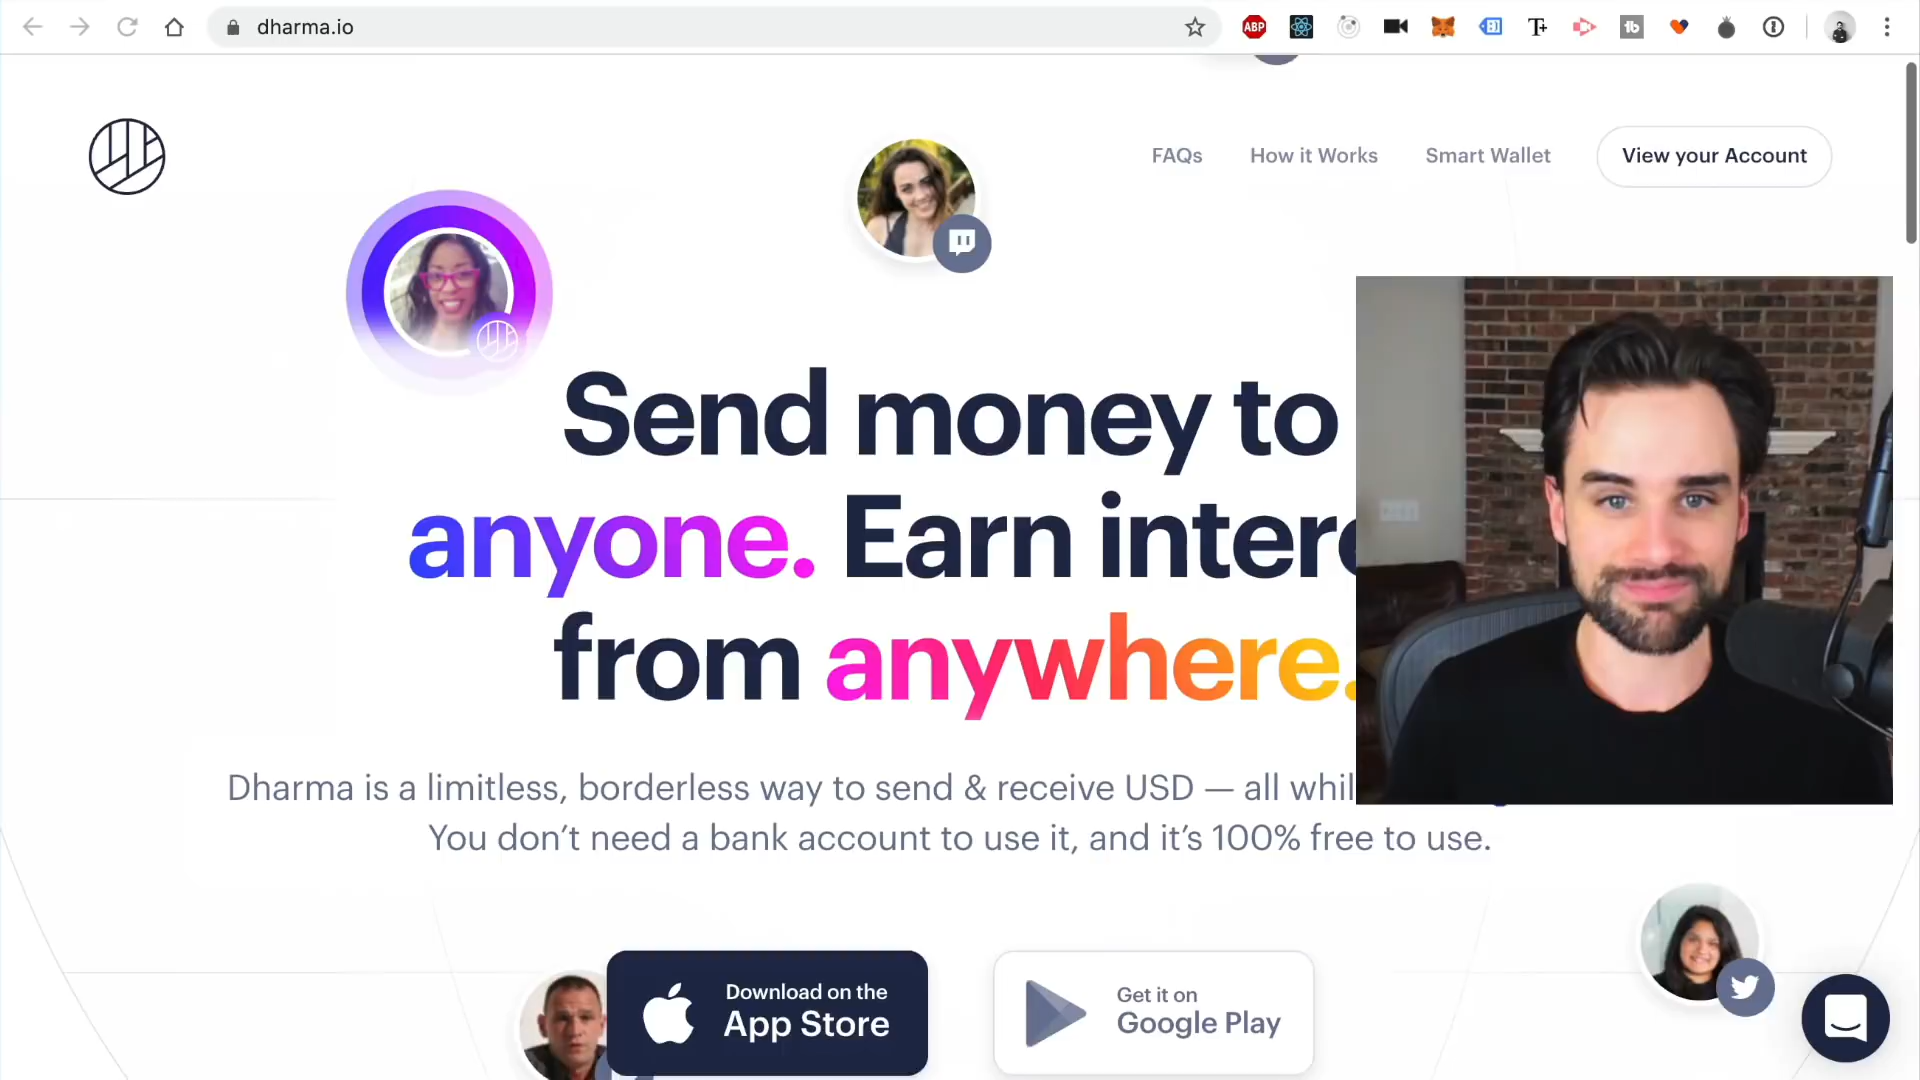 dharma.io
ABP
T+
tb
FAQs
How it Works
Smart Wallet
View your Account
Send money to
anyone. Earn
from anywhere.
Dharma is a limitless, borderless way to send & receive USD — all
You don’t need a bank account to use it, and it’s 100% free to use.
Download on the
App Store
Get it on
Google Play